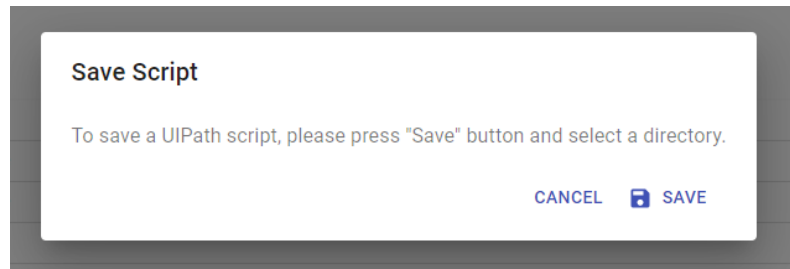 Save Script
To save a UIPath script, please press "Save" button and select a directory.
CANCEL SAVE